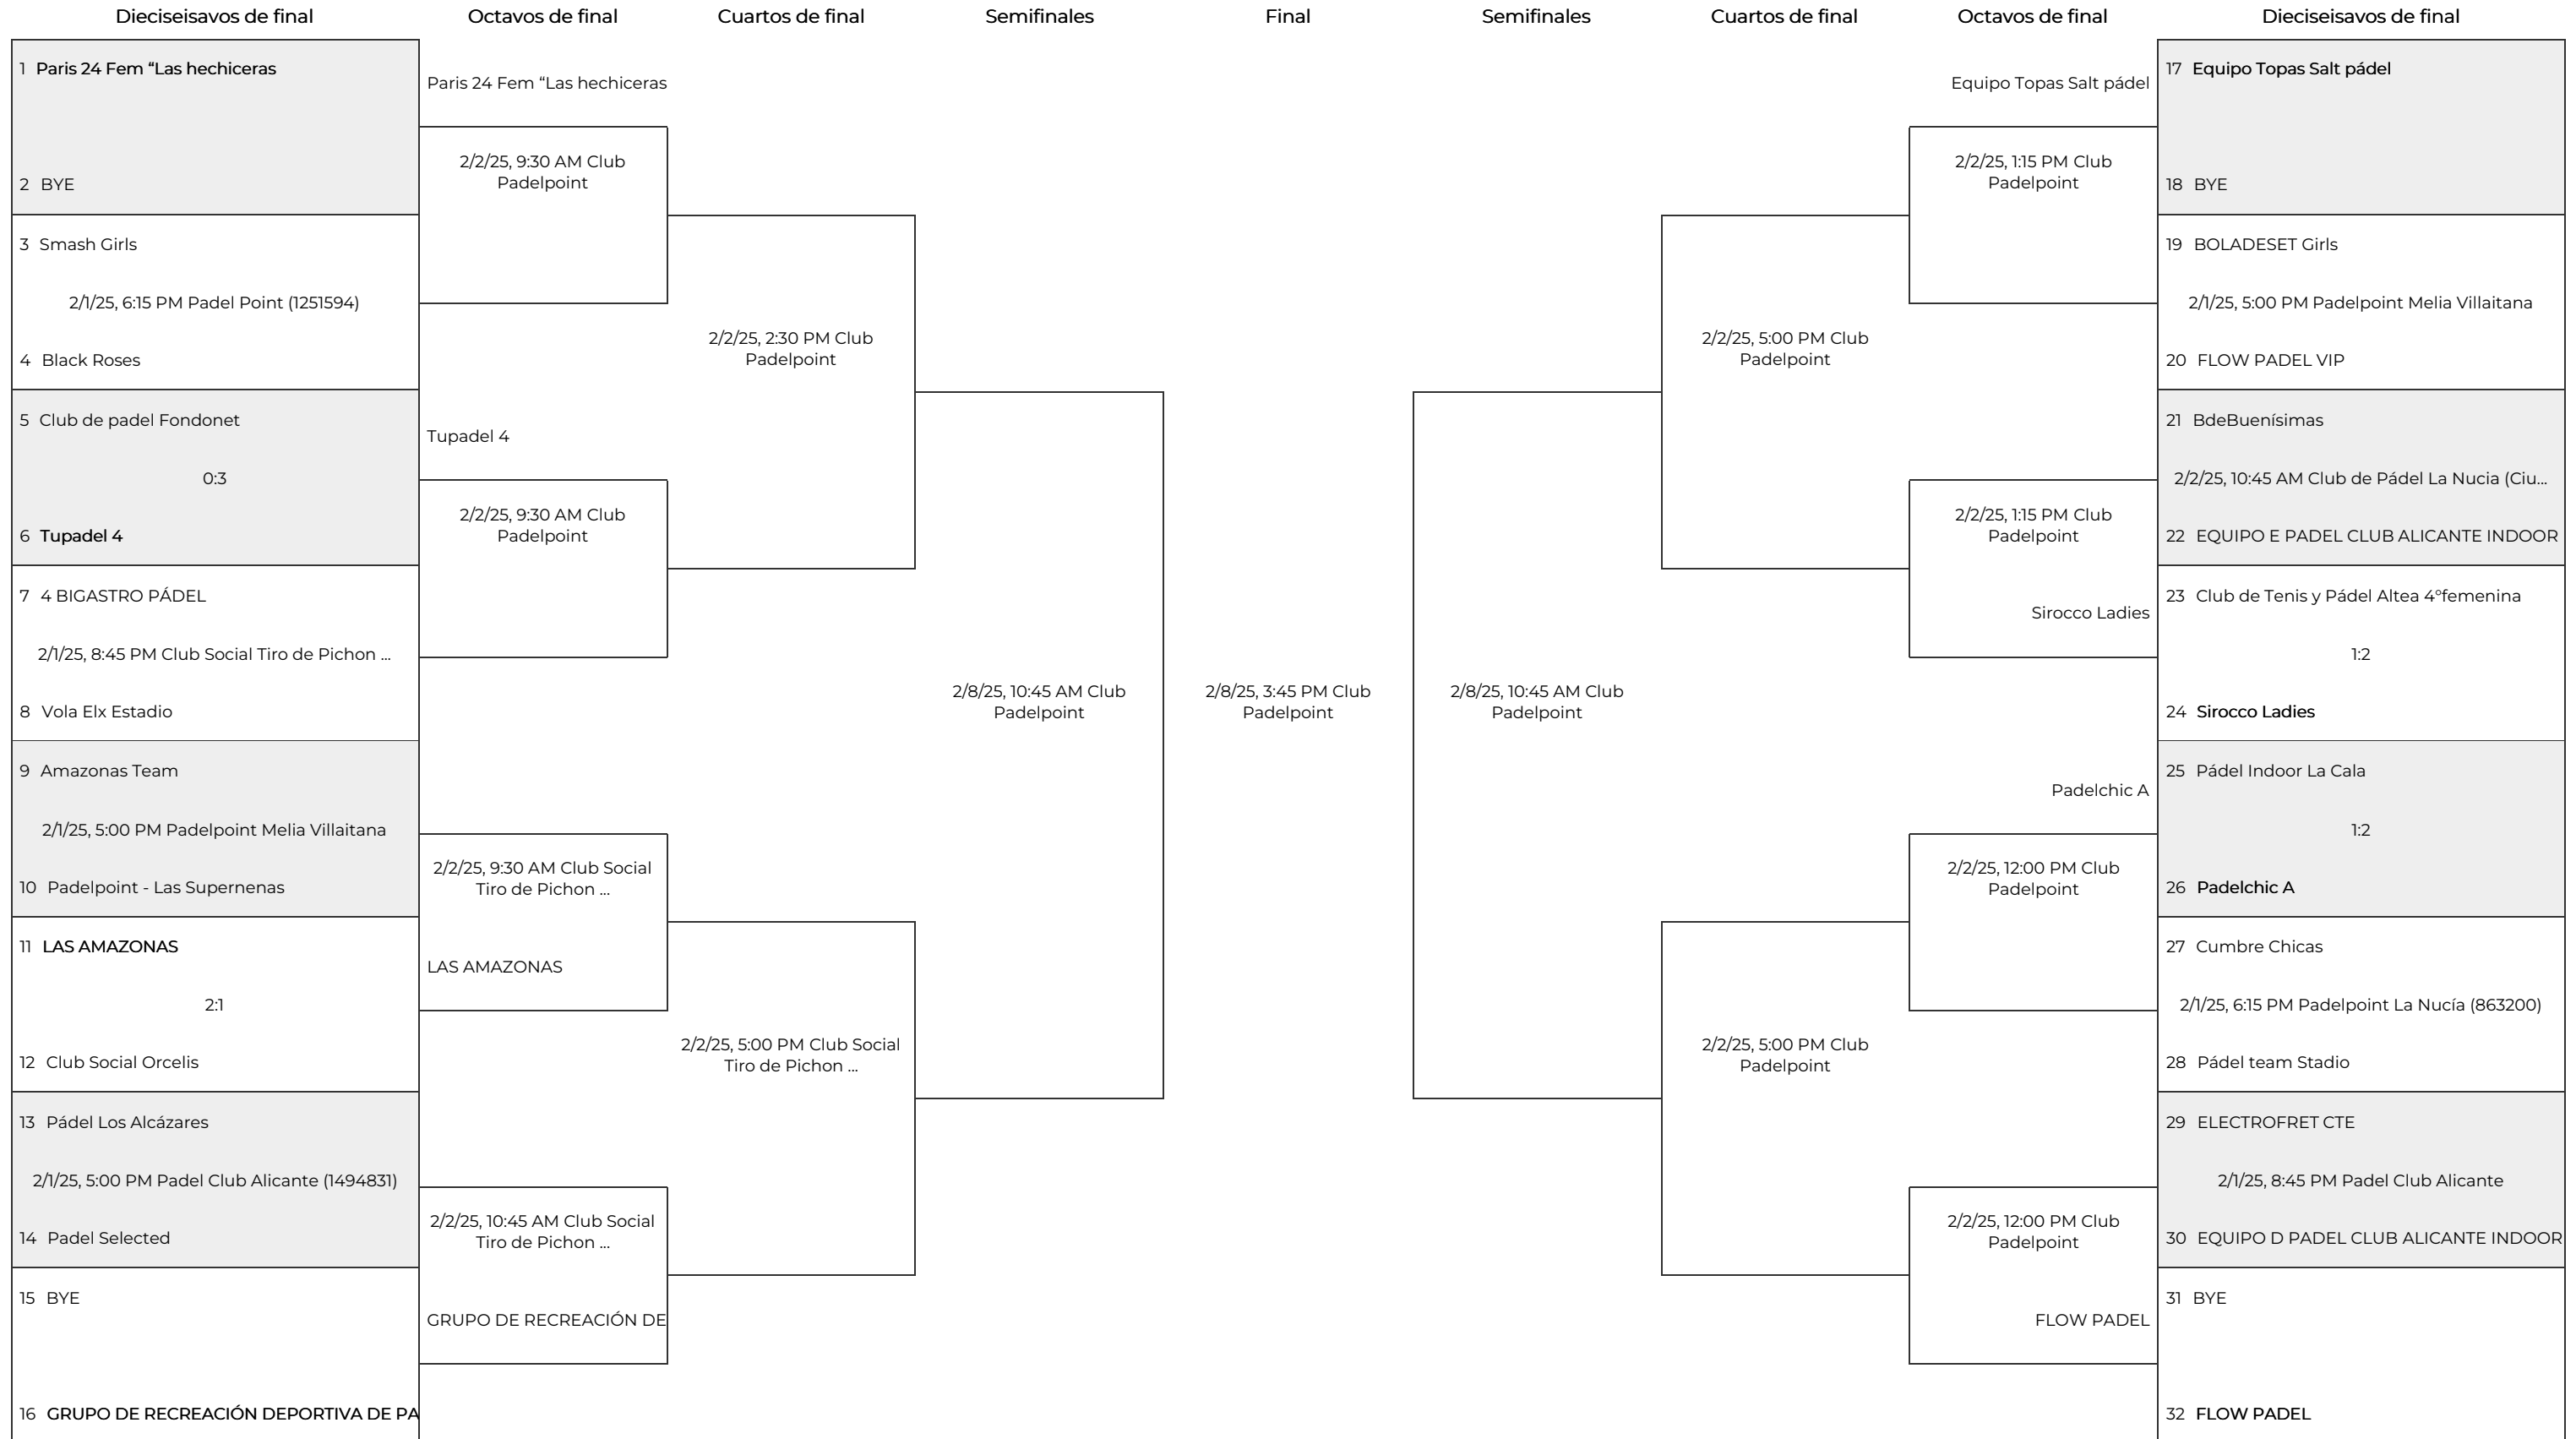 Dieciseisavos de final
Octavos de final
Cuartos de final
Semifinales
Final
Semifinales
Cuartos de final
Octavos de final
Dieciseisavos de final
1 Paris 24 Fem “Las hechiceras
2 BYE
3 Smash Girls
2/1/25, 6:15 PM Padel Point (1251594)
4 Black Roses
5 Club de padel Fondonet
0:3
6 Tupadel 4
7 4 BIGASTRO PÁDEL
2/1/25, 8:45 PM Club Social Tiro de Pichon ...
8 Vola Elx Estadio
9 Amazonas Team
2/1/25, 5:00 PM Padelpoint Melia Villaitana
10 Padelpoint - Las Supernenas
11 LAS AMAZONAS
2:1
12 Club Social Orcelis
13 Pádel Los Alcázares
2/1/25, 5:00 PM Padel Club Alicante (1494831)
14 Padel Selected
15 BYE
16 GRUPO DE RECREACIÓN DEPORTIVA DE PA
Paris 24 Fem “Las hechiceras
2/2/25, 9:30 AM Club
Padelpoint
Tupadel 4
2/2/25, 9:30 AM Club
Padelpoint
2/2/25, 9:30 AM Club Social
Tiro de Pichon ...
LAS AMAZONAS
2/2/25, 10:45 AM Club Social
Tiro de Pichon ...
GRUPO DE RECREACIÓN DE
2/2/25, 2:30 PM Club
Padelpoint
2/2/25, 5:00 PM Club Social
Tiro de Pichon ...
2/8/25, 10:45 AM Club
Padelpoint
2/8/25, 3:45 PM Club
Padelpoint
2/8/25, 10:45 AM Club
Padelpoint
2/2/25, 5:00 PM Club
Padelpoint
2/2/25, 5:00 PM Club
Padelpoint
Equipo Topas Salt pádel
2/2/25, 1:15 PM Club
Padelpoint
2/2/25, 1:15 PM Club
Padelpoint
Sirocco Ladies
Padelchic A
2/2/25, 12:00 PM Club
Padelpoint
2/2/25, 12:00 PM Club
Padelpoint
FLOW PADEL
17 Equipo Topas Salt pádel
18 BYE
19 BOLADESET Girls
2/1/25, 5:00 PM Padelpoint Melia Villaitana
20 FLOW PADEL VIP
21 BdeBuenísimas
2/2/25, 10:45 AM Club de Pádel La Nucia (Ciu...
22 EQUIPO E PADEL CLUB ALICANTE INDOOR
23 Club de Tenis y Pádel Altea 4ºfemenina
1:2
24 Sirocco Ladies
25 Pádel Indoor La Cala
1:2
26 Padelchic A
27 Cumbre Chicas
2/1/25, 6:15 PM Padelpoint La Nucía (863200)
28 Pádel team Stadio
29 ELECTROFRET CTE
2/1/25, 8:45 PM Padel Club Alicante
30 EQUIPO D PADEL CLUB ALICANTE INDOOR
31 BYE
32 FLOW PADEL